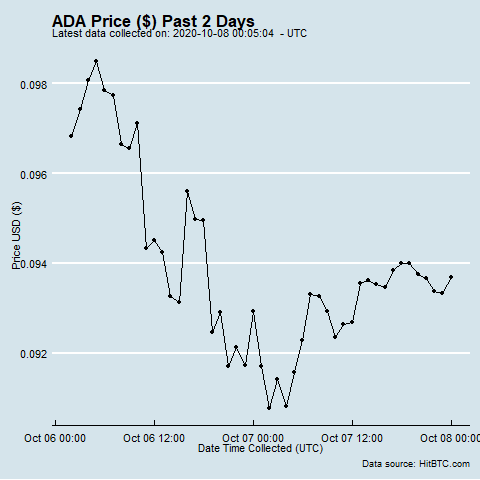 ADA Price ($) Past 2 Days
Latest data collected on: 2020-10-08 00:05:04 - UTC
0.098
0.096
0.094
0.092
Price USD ($)
Oct 06 00:00 Oct 06 12:00 Oct 07 00:00 Oct 07 12:00 Oct 08 00:00
Date Time Collected (UTC)
Data source: HitBTC.com